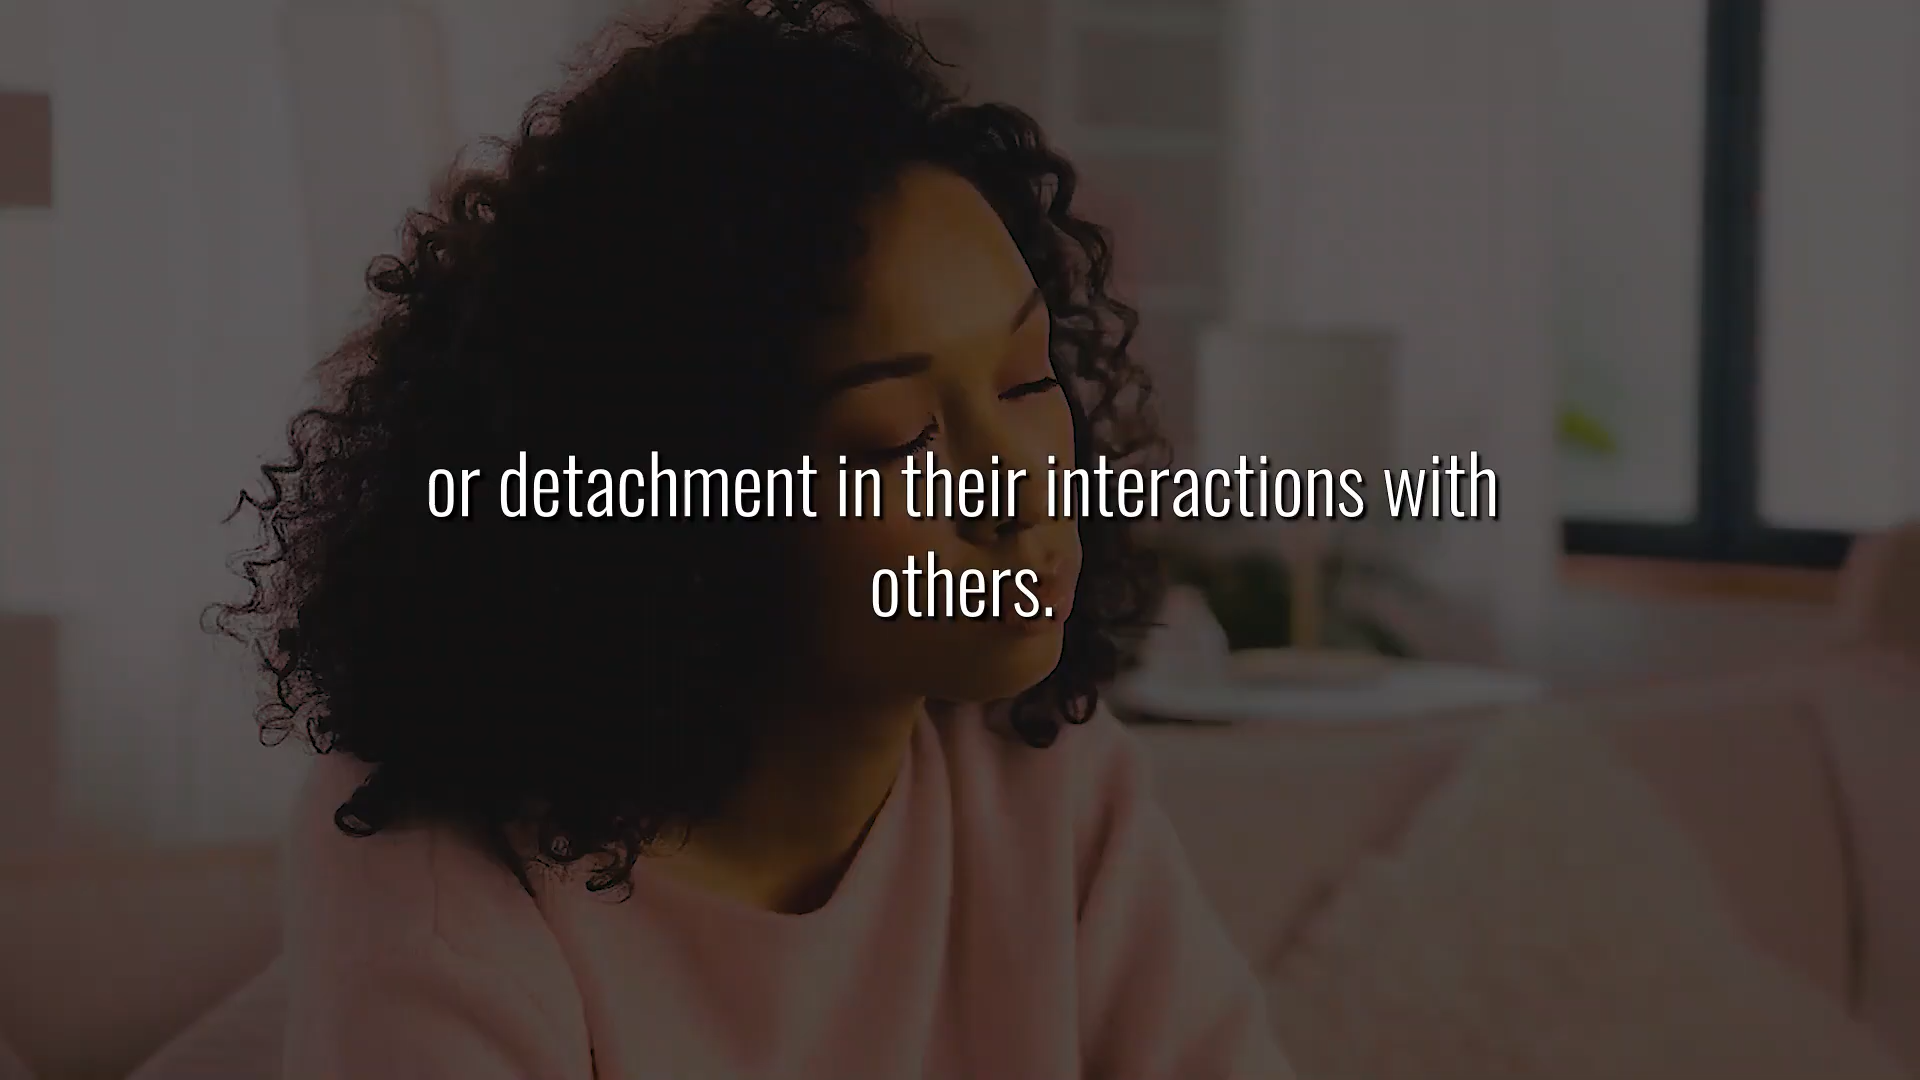 or detachment in their interactions with
others.